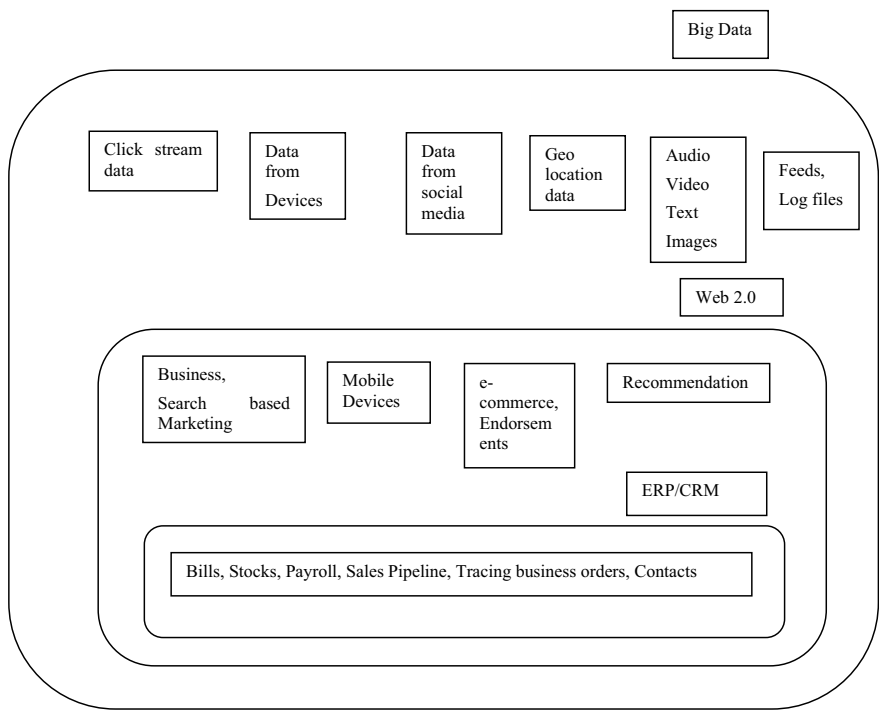 Big Data
Click stream
data
Data
from
Devices
Data
from
social
media
Geo
location
data
Audio
Video
Text
Images
Feeds,
Log files
Web 2.0
Business,
Search based
Marketing
Mobile
Devices
e-
commerce,
Endorsem
ents
Recommendation
ERP/CRM
Bills, Stocks, Payroll, Sales Pipeline, Tracing business orders, Contacts